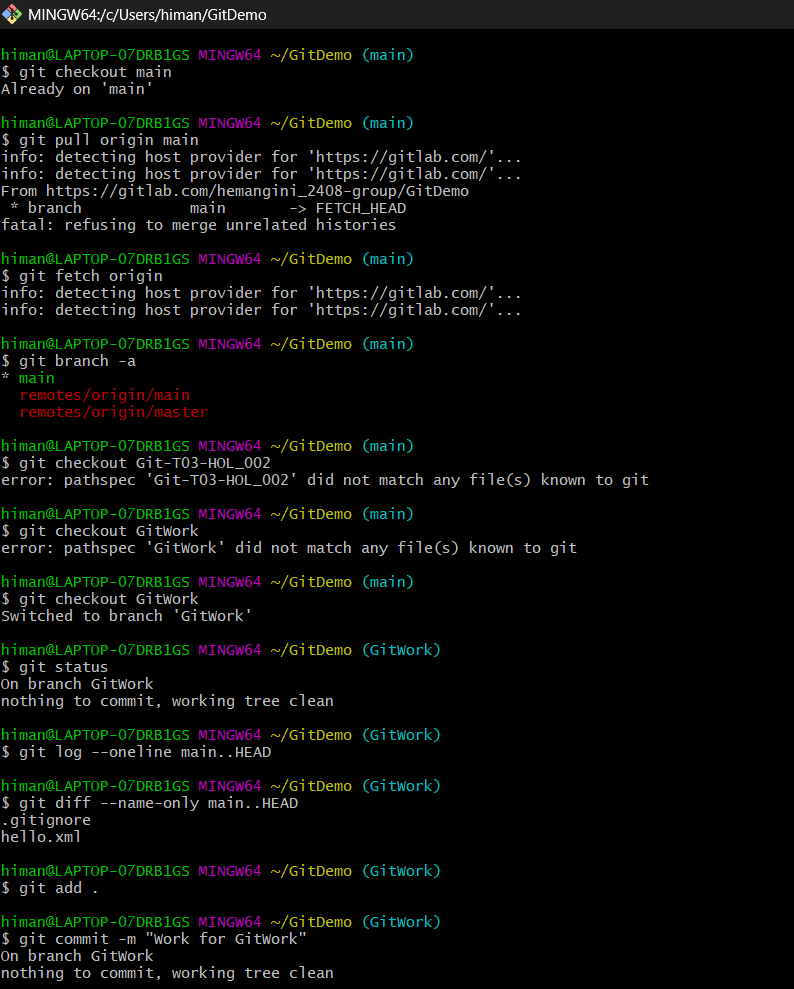 MINGW64:/c/Users/himan/GitDemo
himan@LAPTOP-07DRB1GS MINGW64 ~/GitDemo (main)
$ git checkout main
Already on 'main'
himan@LAPTOP-07DRB1GS MINGW64 ~/GitDemo (main)
$ git pull origin main
info: detecting host provider for 'https://gitlab.com/'...
info: detecting host provider for 'https://gitlab.com/'...
From https://gitlab.com/hemangini_2408-group/GitDemo
 * branch            main       -> FETCH_HEAD
fatal: refusing to merge unrelated histories
himan@LAPTOP-07DRB1GS MINGW64 ~/GitDemo (main)
$ git fetch origin
info: detecting host provider for 'https://gitlab.com/'...
info: detecting host provider for 'https://gitlab.com/'...
himan@LAPTOP-07DRB1GS MINGW64 ~/GitDemo (main)
$ git branch -a
* main
  remotes/origin/main
  remotes/origin/master
himan@LAPTOP-07DRB1GS MINGW64 ~/GitDemo (main)
$ git checkout Git-T03-HOL_002
error: pathspec 'Git-T03-HOL_002' did not match any file(s) known to git
himan@LAPTOP-07DRB1GS MINGW64 ~/GitDemo (main)
$ git checkout GitWork
error: pathspec 'GitWork' did not match any file(s) known to git
himan@LAPTOP-07DRB1GS MINGW64 ~/GitDemo (main)
$ git checkout GitWork
Switched to branch 'GitWork'
himan@LAPTOP-07DRB1GS MINGW64 ~/GitDemo (GitWork)
$ git status
On branch GitWork
nothing to commit, working tree clean
himan@LAPTOP-07DRB1GS MINGW64 ~/GitDemo (GitWork)
$ git log --oneline main..HEAD
himan@LAPTOP-07DRB1GS MINGW64 ~/GitDemo (GitWork)
$ git diff --name-only main..HEAD
.gitignore
hello.xml
himan@LAPTOP-07DRB1GS MINGW64 ~/GitDemo (GitWork)
$ git add .
himan@LAPTOP-07DRB1GS MINGW64 ~/GitDemo (GitWork)
$ git commit -m "Work for GitWork"
On branch GitWork
nothing to commit, working tree clean